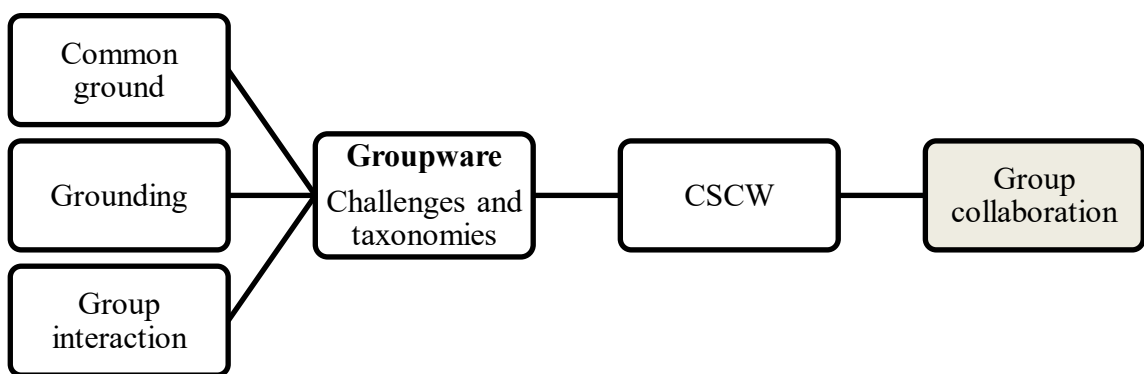 Common
ground
Grounding
Group
interaction
Groupware
Challenges and
taxonomies
CSCW
Group
collaboration